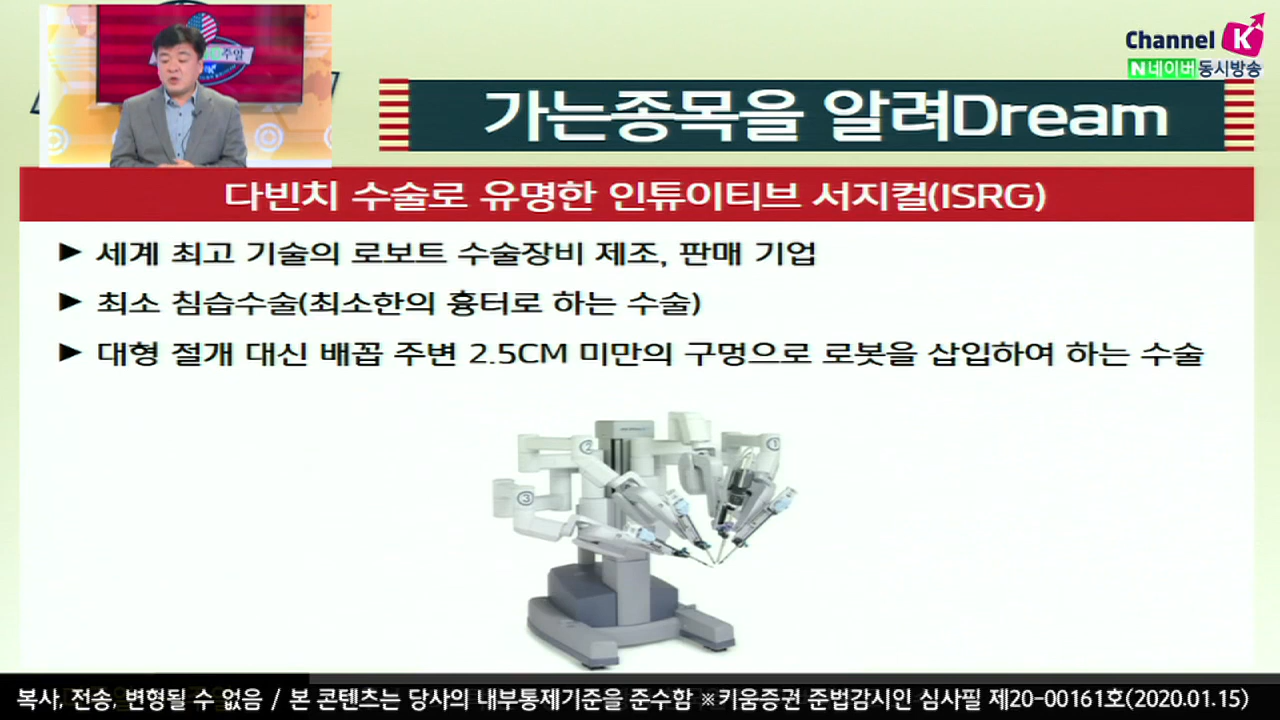 Channel K
N 네이버 동시방송
주말
가는종목을 알려Dream
다빈치 수술로 유명한 인튜이티브 서지컬(ISRG)
▶ 세계 최고 기술의 로보트 수술장비 제조, 판매 기업
▶ 최소 침습수술(최소한의 흉터로 하는 수술)
▶ 대형 절개 대신 배꼽 주변 2.5CM 미만의 구멍으로 로봇을 삽입하여 하는 수술
2
1
3
복사, 전송, 변형될 수 없음 / 본 콘텐츠는 당사의 내부통제기준을 준수함 ※키움증권 준법감시인 심사필 제20-00161호(2020.01.15)